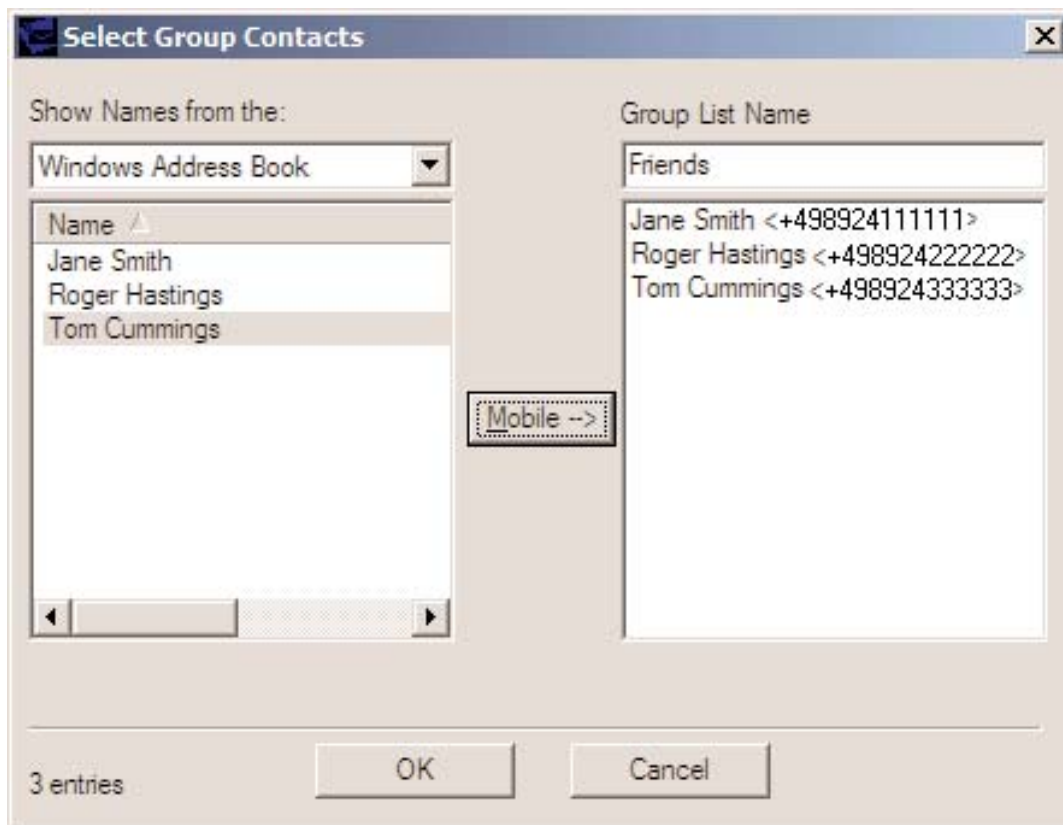 Select Group Contacts
Show Names from the:
Windows Address Book
Name
Jane Smith
Roger Hastings
Tom Cummings
Mobile -->
Group List Name
Friends
Jane Smith <+498924111111>
Roger Hastings <+498924222222>
Tom Cummings <+498924333333>
3 entries
OK
Cancel